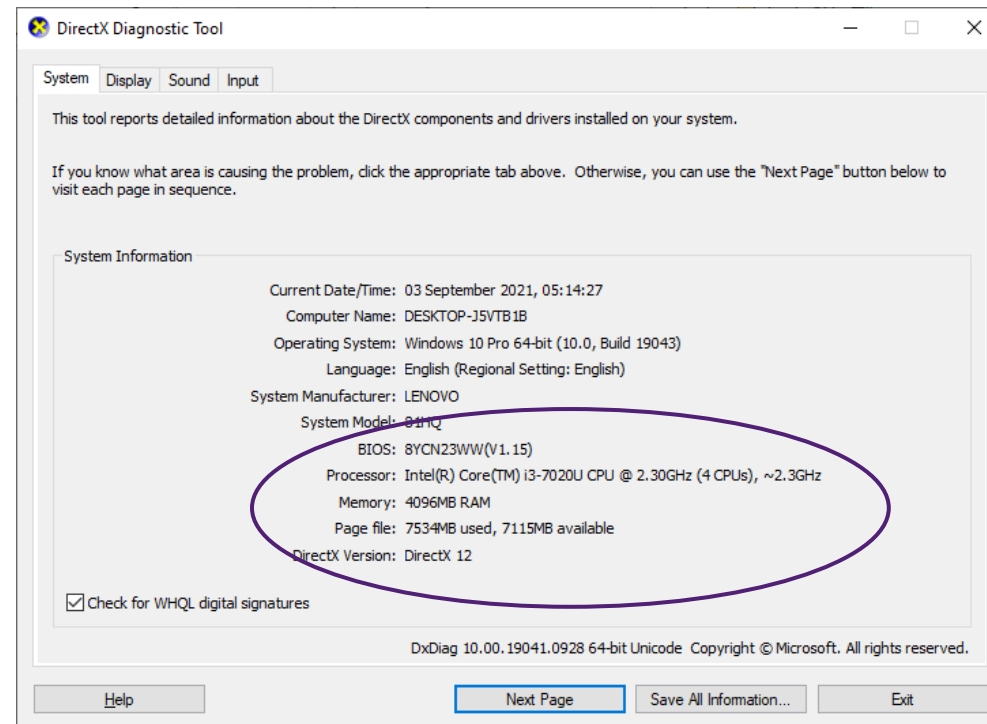 DirectX Diagnostic Tool
System Display Sound Input
This tool reports detailed information about the DirectX components and drivers installed on your system.
If you know what area is causing the problem, click the appropriate tab above. Otherwise, you can use the "Next Page" button below to
visit each page in sequence.
System Information
Current Date/Time: 03 September 2021, 05:14:27
Computer Name: DESKTOP-J5VTB1B
Operating System: Windows 10 Pro 64-bit (10.0, Build 19043)
Language: English (Regional Setting: English)
System Manufacturer: LENOVO
System Model: 81HQ
BIOS: 8YCN23WW(V1.15)
Processor: Intel(R) Core(TM) i3-7020U CPU @ 2.30GHz (4 CPUs), ~2.3GHz
Memory: 4096MB RAM
Page file: 7534MB used, 7115MB available
DirectX Version: DirectX 12
Check for WHQL digital signatures
DxDiag 10.00.19041.0928 64-bit Unicode Copyright © Microsoft. All rights reserved.
Help Next Page Save All Information... Exit